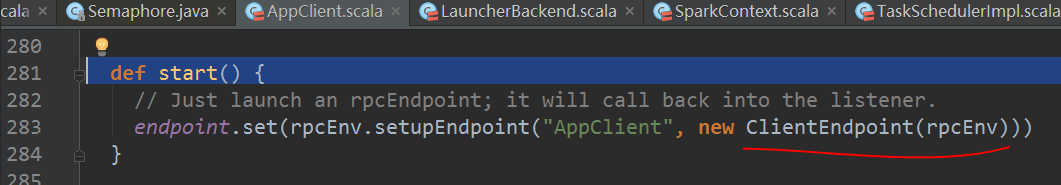 cala × Semaphore.java × AppClient.scala × LauncherBackend.scala × SparkContext.scala × TaskSchedulerImpl.scala ×
280
281 def start() {
282 // Just launch an rpcEndpoint; it will call back into the listener.
283 endpoint.set(rpcEnv.setupEndpoint("AppClient", new ClientEndpoint(rpcEnv)))
284 }
285